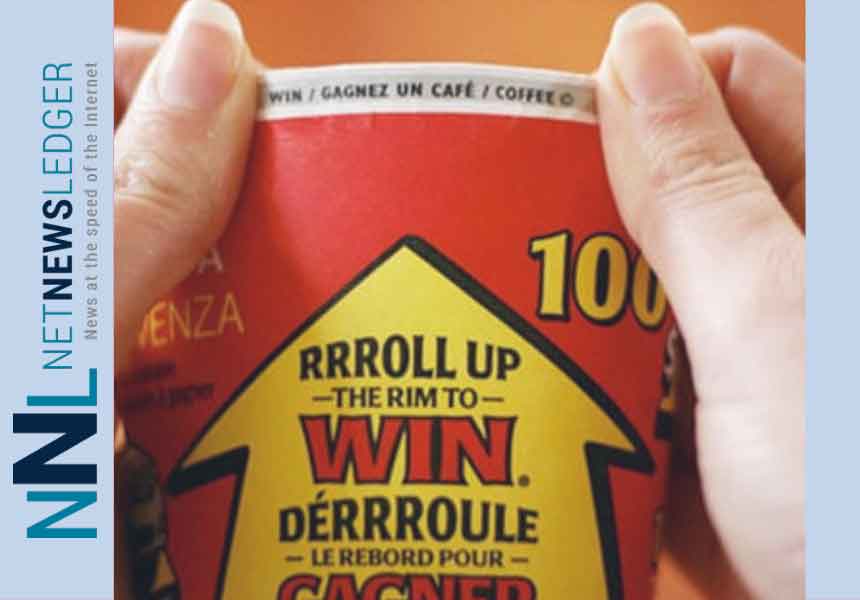 NETNEWSLEDGER
News at the speed of the Internet
NNL
WIN / GAGNEZ UN CAFÉ / COFFEE ©
100
ENZA
RRROLL UP
—THE RIM TO—
WIN.
DÉRRROULE
— LE REBORD POUR —
GAGNER